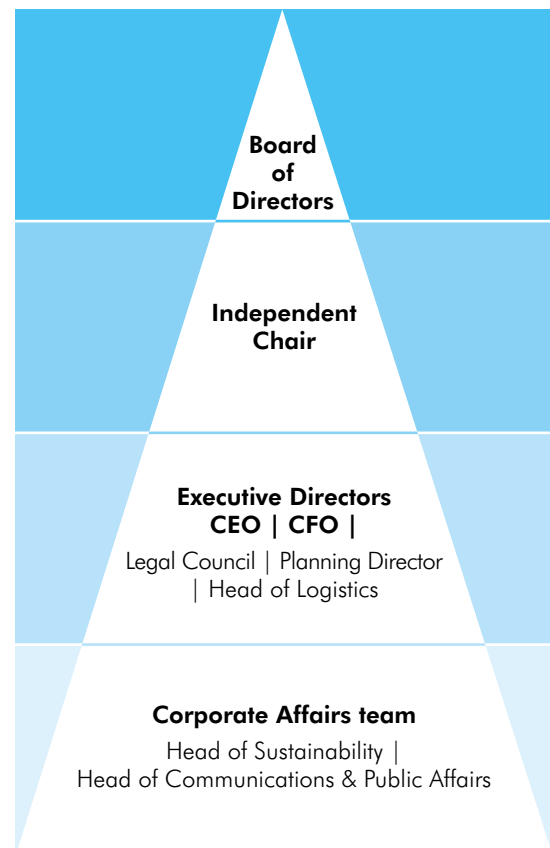 Board
of
Directors
Independent
Chair
Executive Directors
CEO | CFO |
Legal Council | Planning Director
| Head of Logistics
Corporate Affairs team
Head of Sustainability |
Head of Communications & Public Affairs